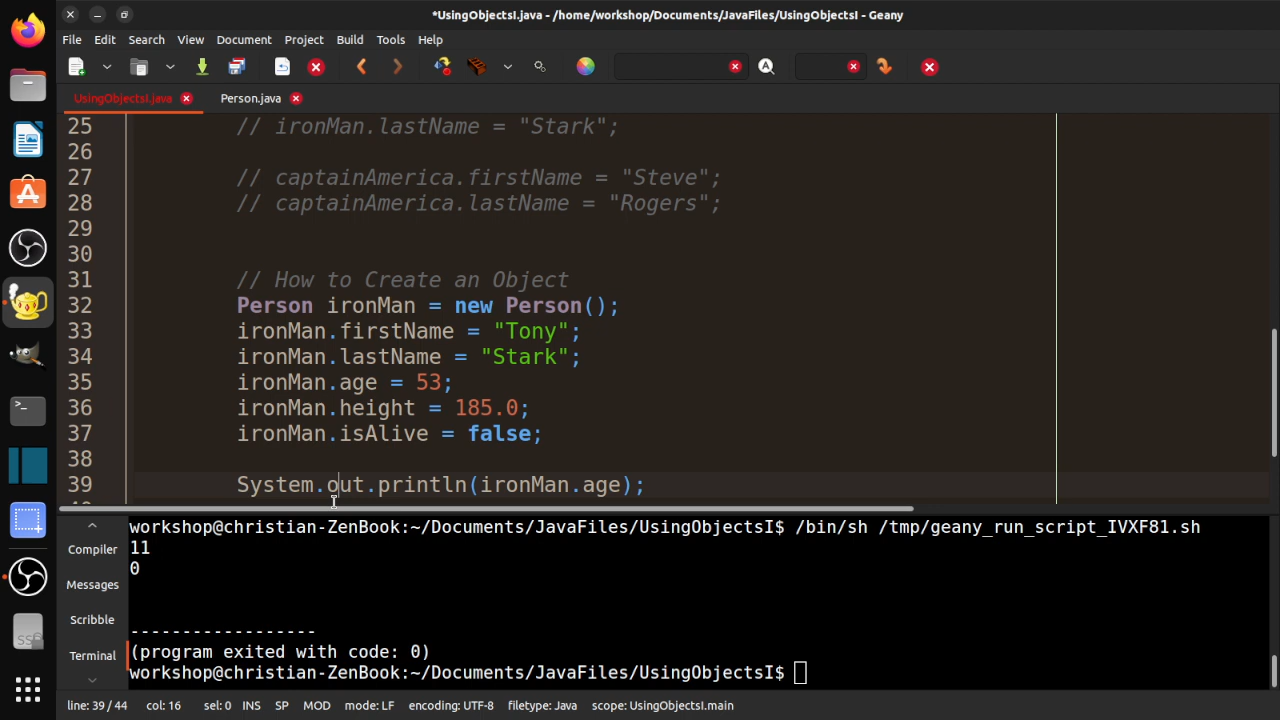 *UsingObjectsI.java - /home/workshop/Documents/JavaFiles/UsingObjectsI - Geany
File Edit Search View Document Project Build Tools Help
UsingObjectsI.java Person.java
25 // ironMan.lastName = "Stark";
26
27 // captainAmerica.firstName = "Steve";
28 // captainAmerica.lastName = "Rogers";
29
30
31 // How to Create an Object
32 Person ironMan = new Person();
33 ironMan.firstName = "Tony";
34 ironMan.lastName = "Stark";
35 ironMan.age = 53;
36 ironMan.height = 185.0;
37 ironMan.isAlive = false;
38
39 System.out.println(ironMan.age);
Compiler
Messages
Scribble
Terminal
workshop@christian-ZenBook:~/Documents/JavaFiles/UsingObjectsI$ /bin/sh /tmp/geany_run_script_IVXF81.sh
11
0
------------------
(program exited with code: 0)
workshop@christian-ZenBook:~/Documents/JavaFiles/UsingObjectsI$
line: 39 / 44 col: 16 sel: 0 INS SP MOD mode: LF encoding: UTF-8 filetype: Java scope: UsingObjectsI.main